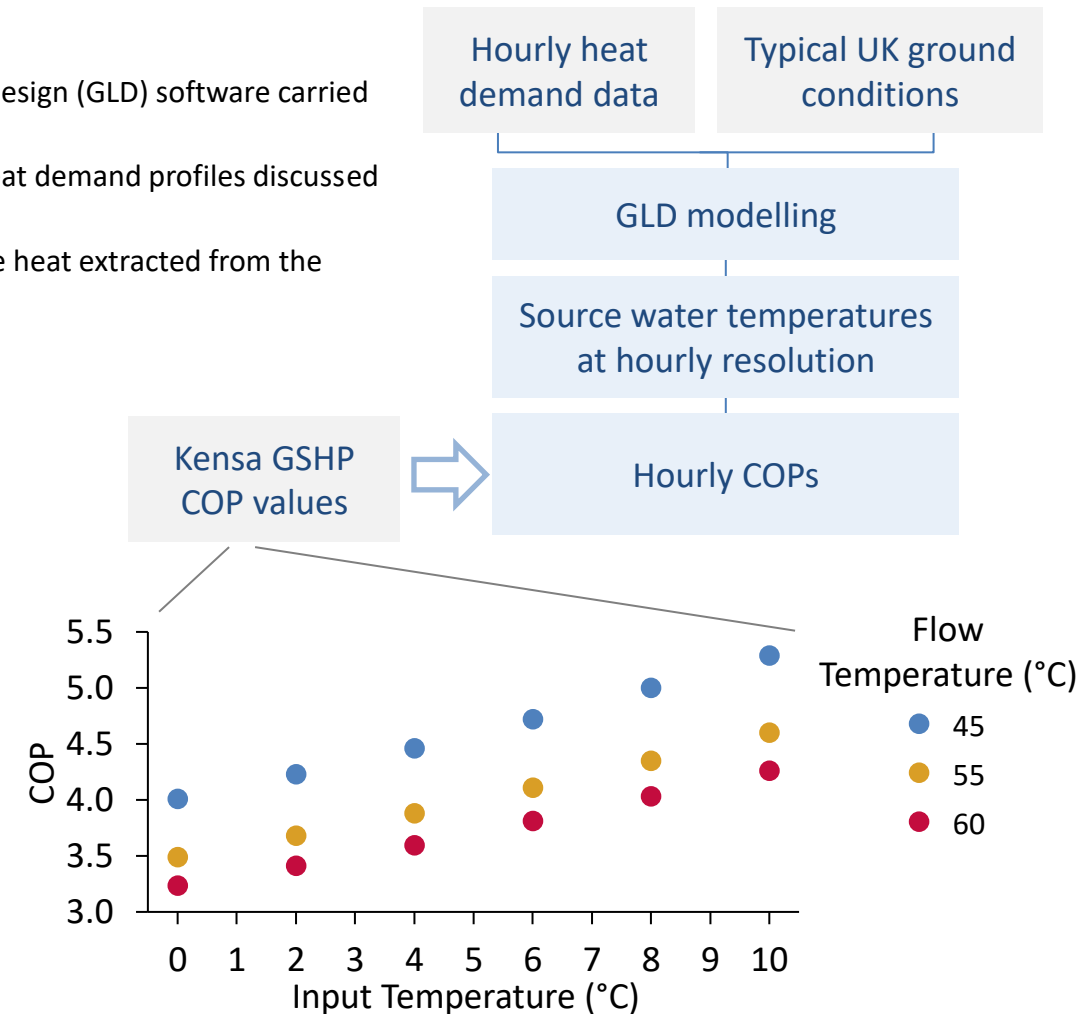 esign (GLD) software carried
at demand profiles discussed
e heat extracted from the
Hourly heat
demand data
Typical UK ground
conditions
GLD modelling
Source water temperatures
at hourly resolution
Kensa GSHP
COP values
Hourly COPs
5.5
5.0
4.5
4.0
3.5
3.0
COP
0 1 2 3 4 5 6 7 8 9 10
Input Temperature (°C)
Flow
Temperature (°C)
45
55
60